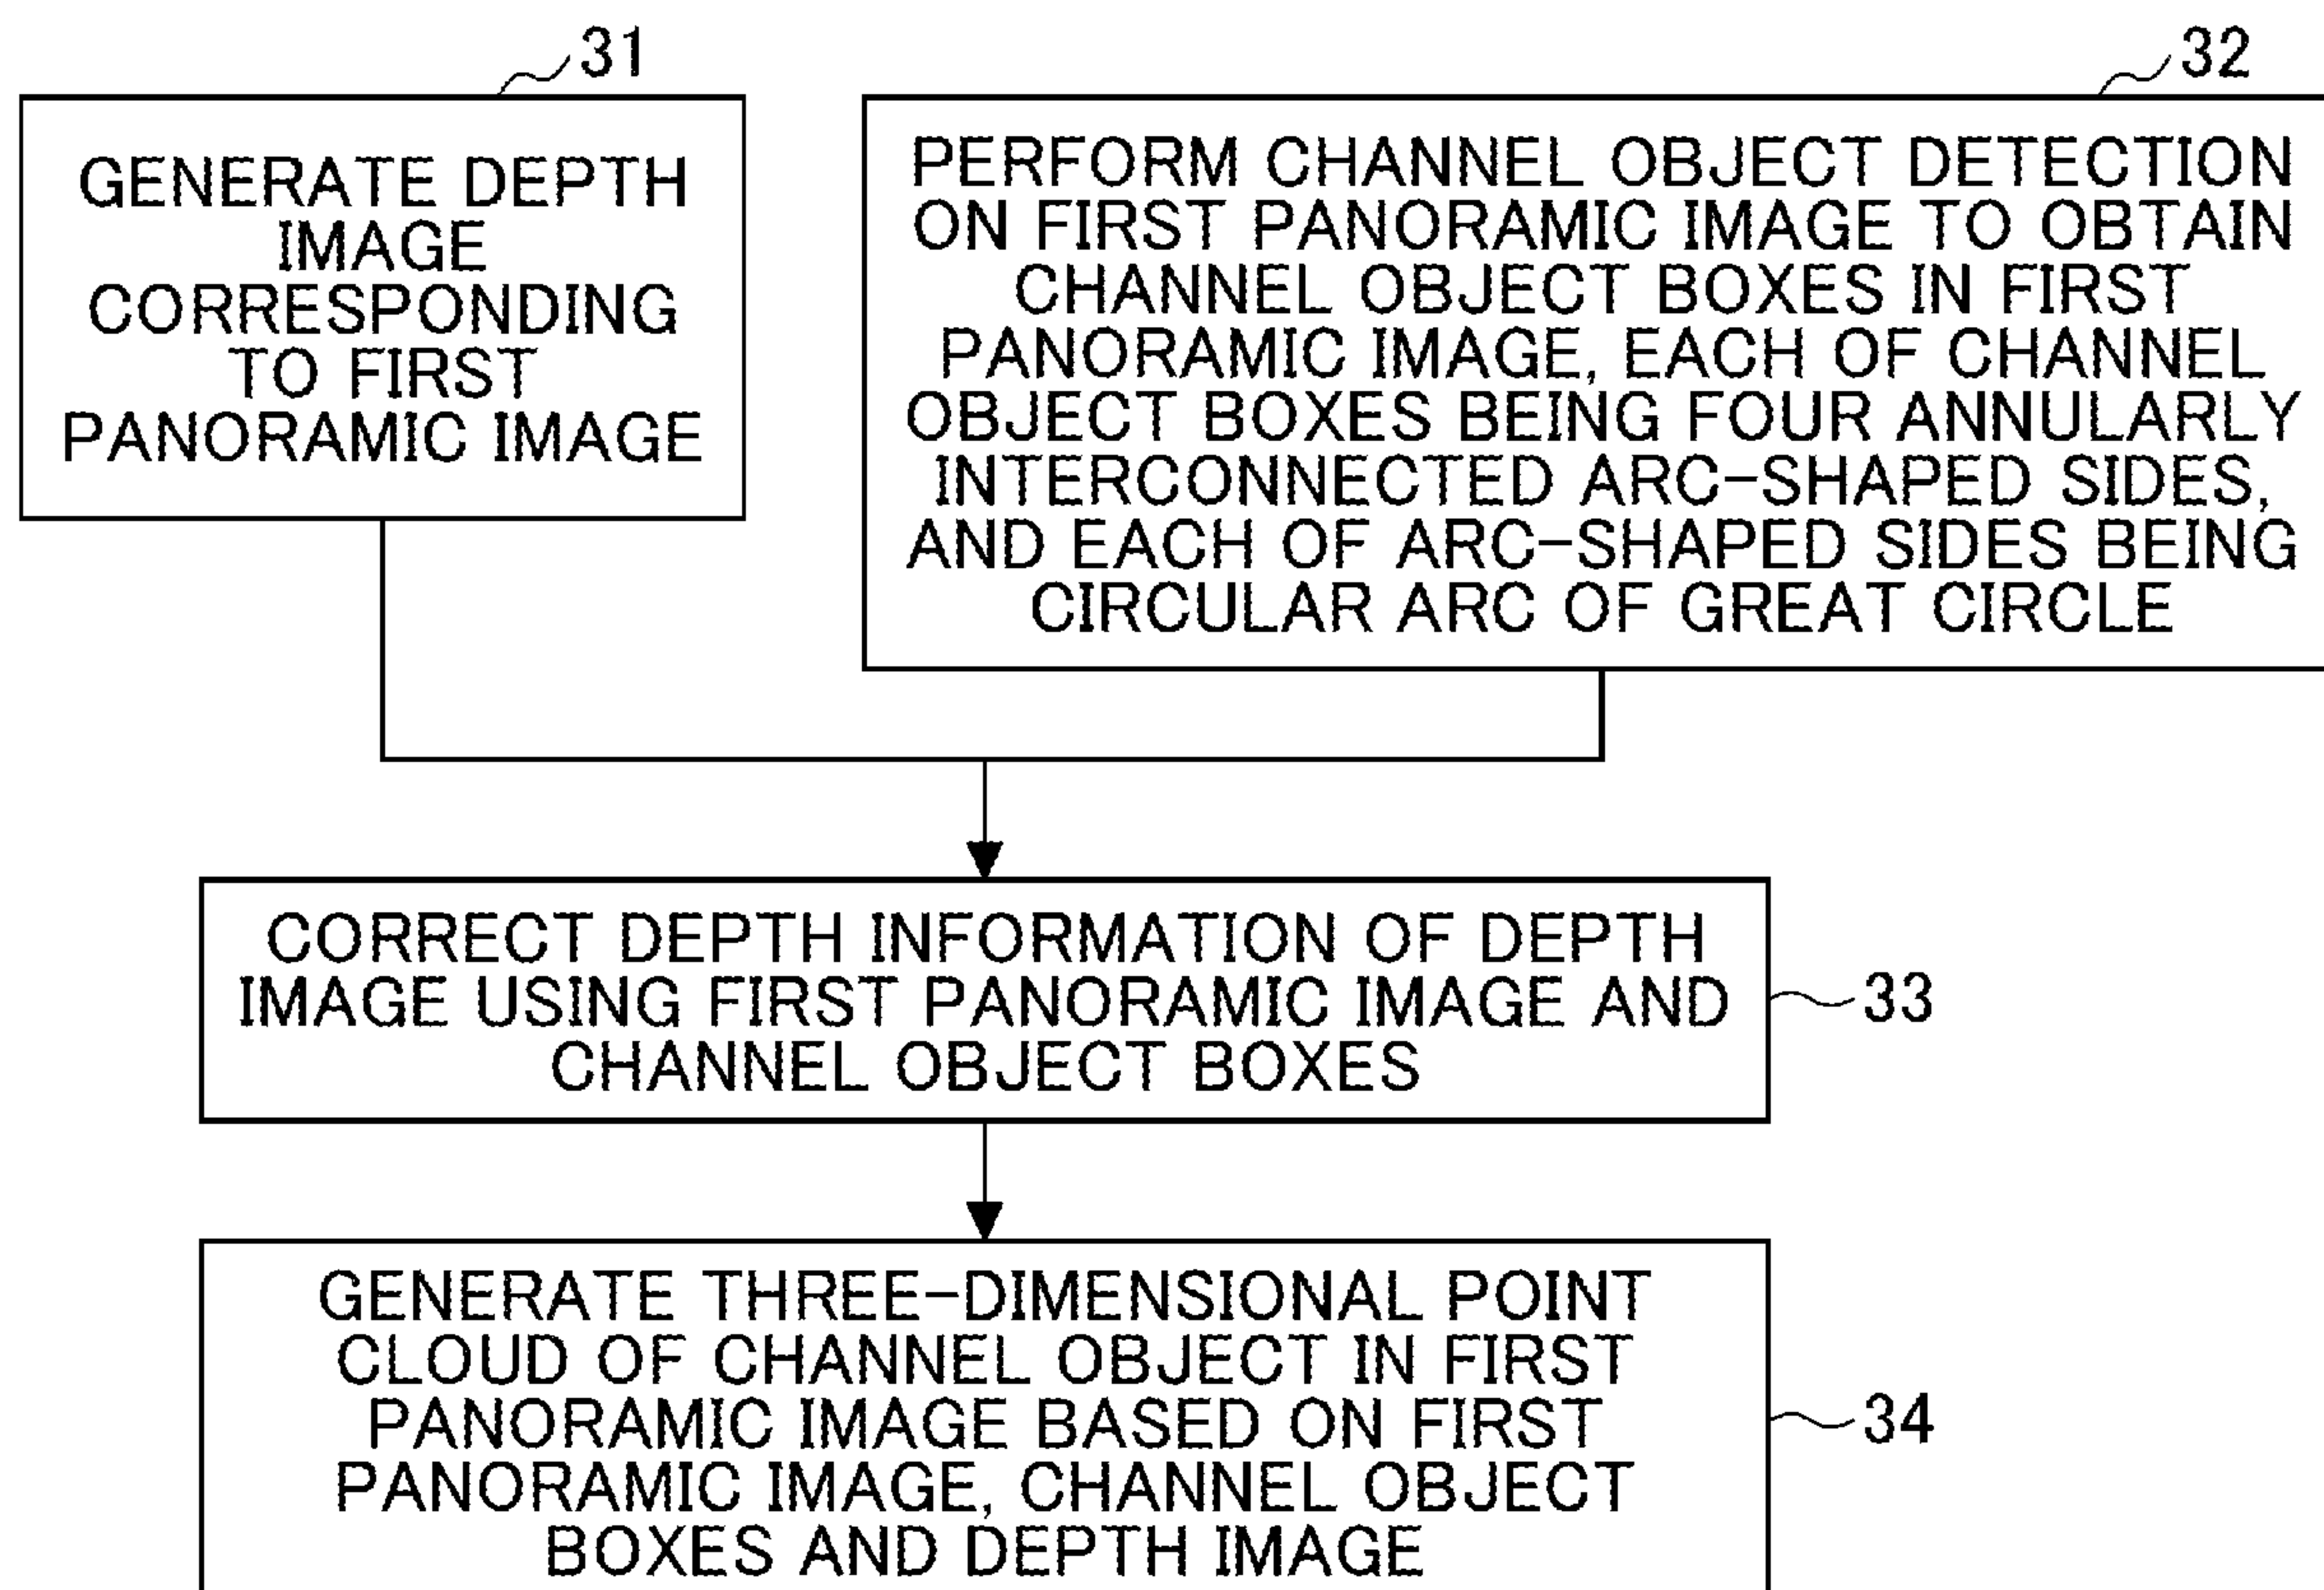 31
GENERATE DEPTH
IMAGE
CORRESPONDING
TO FIRST
PANORAMIC IMAGE
32
PERFORM CHANNEL OBJECT DETECTION
ON FIRST PANORAMIC IMAGE TO OBTAIN
CHANNEL OBJECT BOXES IN FIRST
PANORAMIC IMAGE, EACH OF CHANNEL
OBJECT BOXES BEING FOUR ANNULARLY
INTERCONNECTED ARC-SHAPED SIDES,
AND EACH OF ARC-SHAPED SIDES BEING
CIRCULAR ARC OF GREAT CIRCLE
CORRECT DEPTH INFORMATION OF DEPTH
IMAGE USING FIRST PANORAMIC IMAGE AND
CHANNEL OBJECT BOXES
33
GENERATE THREE-DIMENSIONAL POINT
CLOUD OF CHANNEL OBJECT IN FIRST
PANORAMIC IMAGE BASED ON FIRST
PANORAMIC IMAGE, CHANNEL OBJECT
BOXES AND DEPTH IMAGE
34